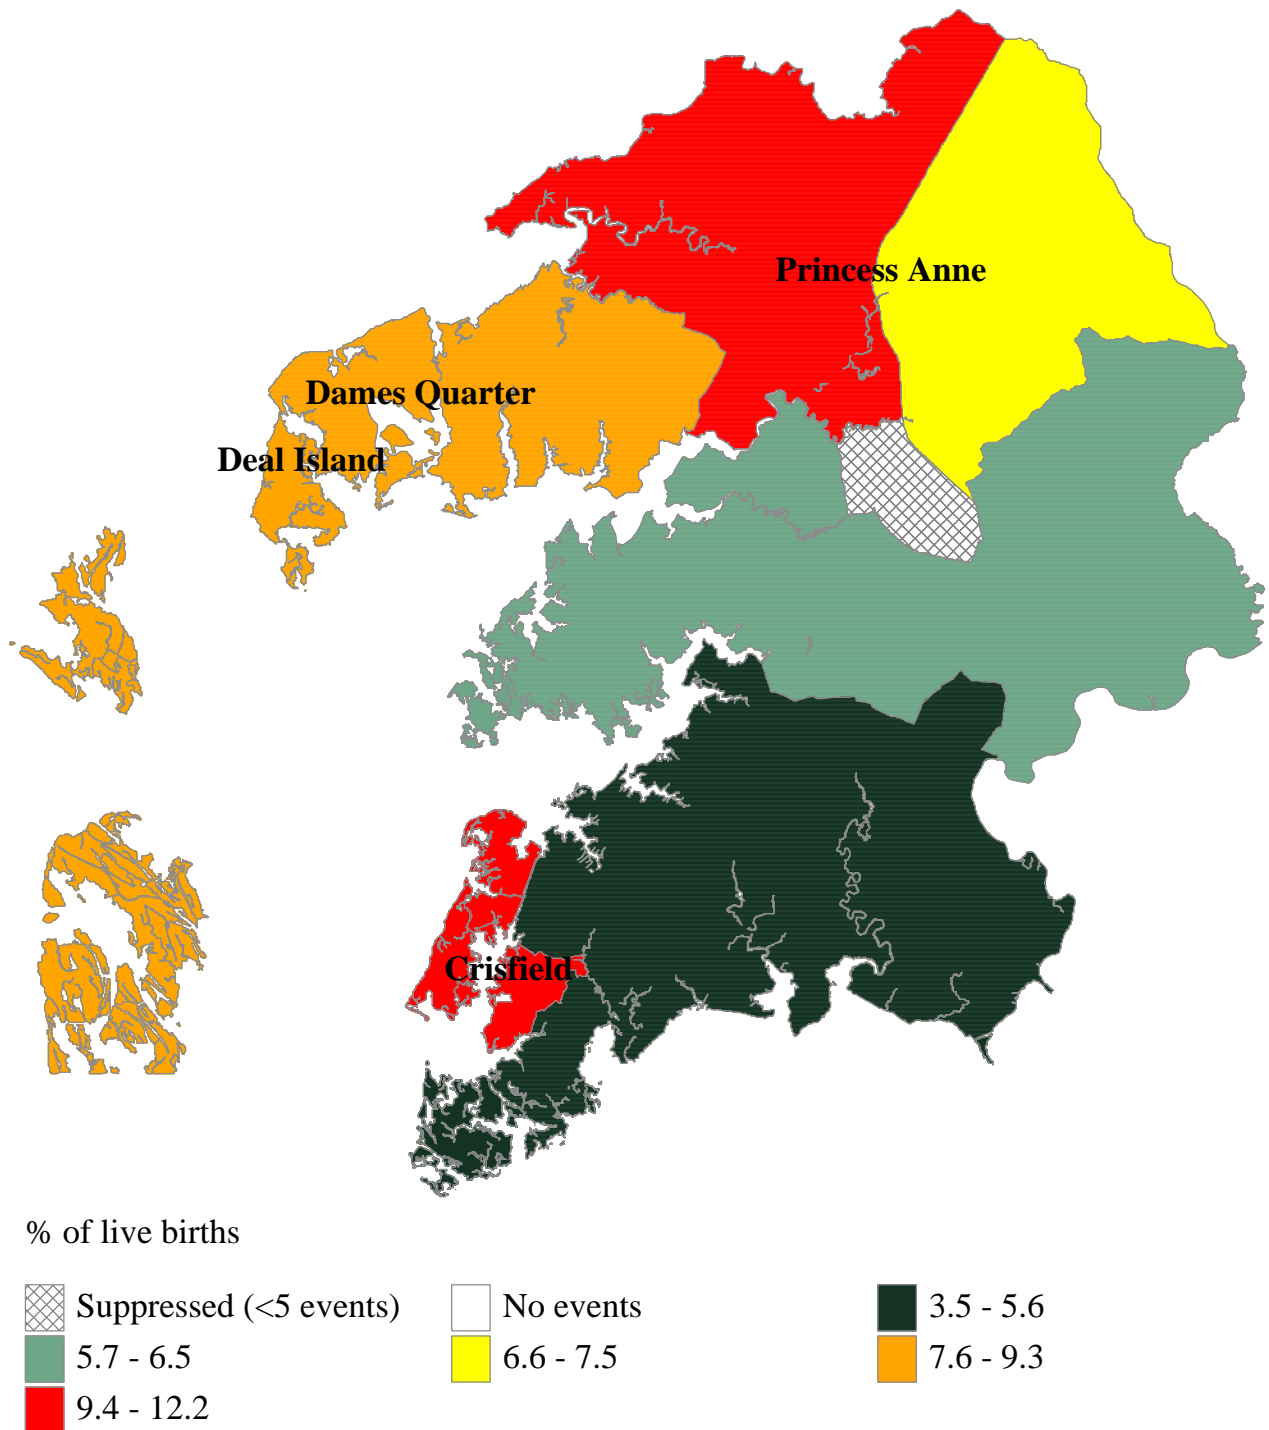 Princess Anne
Dames Quarter
Deal Island
Crisfield
% of live births
Suppressed (<5 events)
No events
3.5 - 5.6
5.7 - 6.5
6.6 - 7.5
7.6 - 9.3
9.4 - 12.2